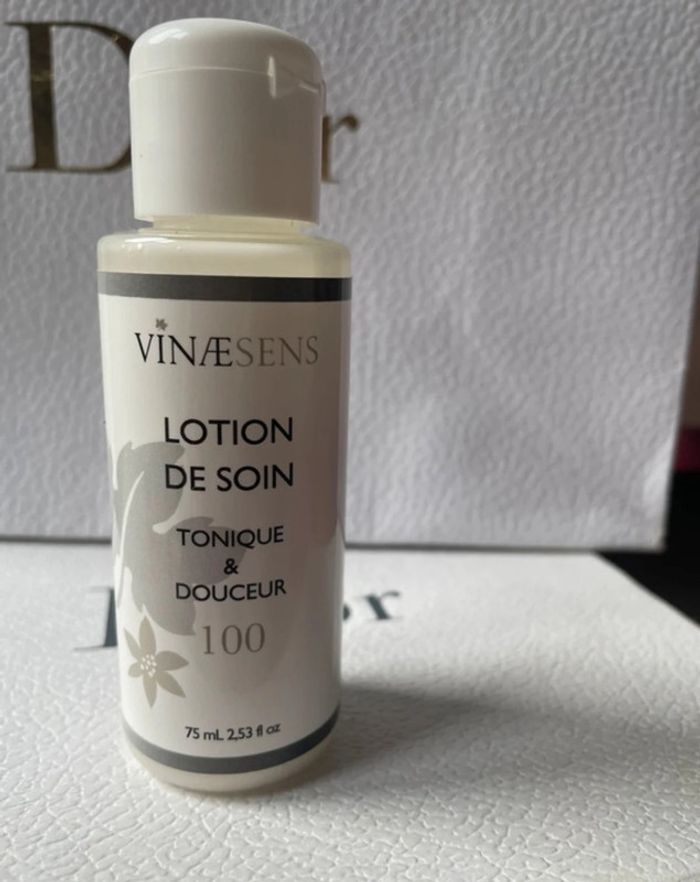 VINÆSENS
LOTION
DE SOIN
TONIQUE
&
DOUCEUR
100
75 mL 2,53 fl oz